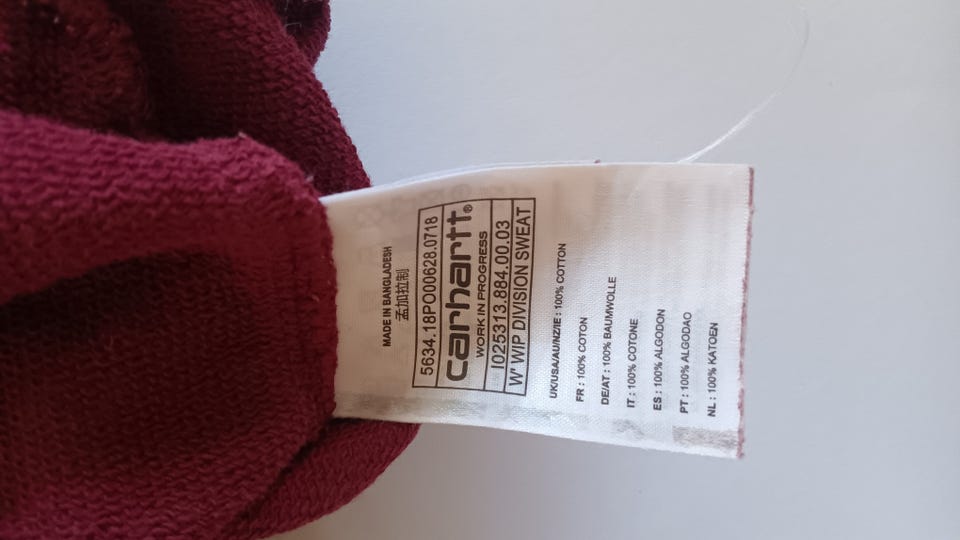 MADE IN BANGLADESH
孟加拉制
5634.18PO00628.0718
carhartt®
WORK IN PROGRESS
I025313.884.00.03
W' WIP DIVISION SWEAT
UK/USA/AU/NZ/IE : 100% COTTON
FR : 100% COTON
DE/AT : 100% BAUMWOLLE
IT : 100% COTONE
ES : 100% ALGODON
PT : 100% ALGODAO
NL : 100% KATOEN